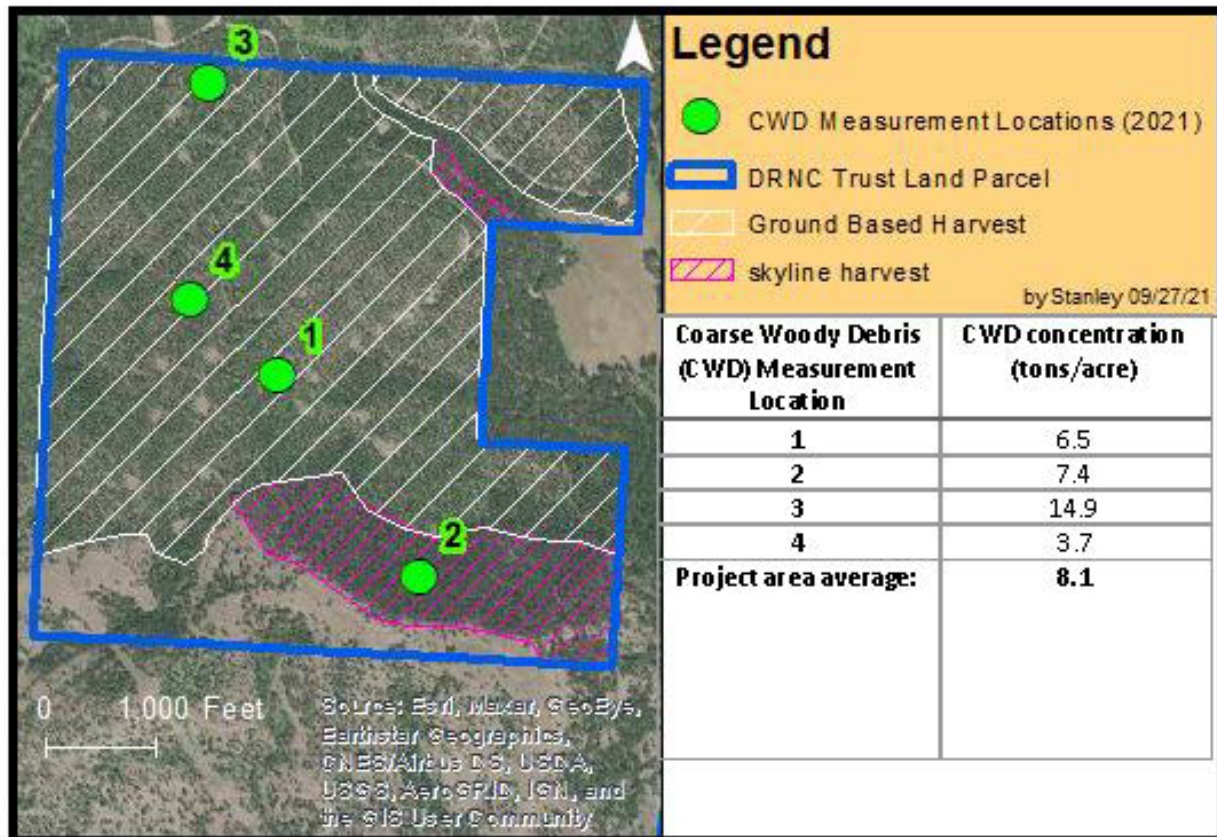 3
4
1
2
0 1,000 Feet
Source: Esri, Maxar, GeoEye,
Earthstar Geographics,
CNES/Airbus DS, USDA,
USGS, AeroGRID, IGN, and
the GIS User Community
Legend
CWD Measurement Locations (2021)
DRNC Trust Land Parcel
Ground Based Harvest
skyline harvest
by Stanley 09/27/21
Coarse Woody Debris (CWD) Measurement Location CWD concentration (tons/acre)
1 6.5
2 7.4
3 14.9
4 3.7
Project area average: 8.1